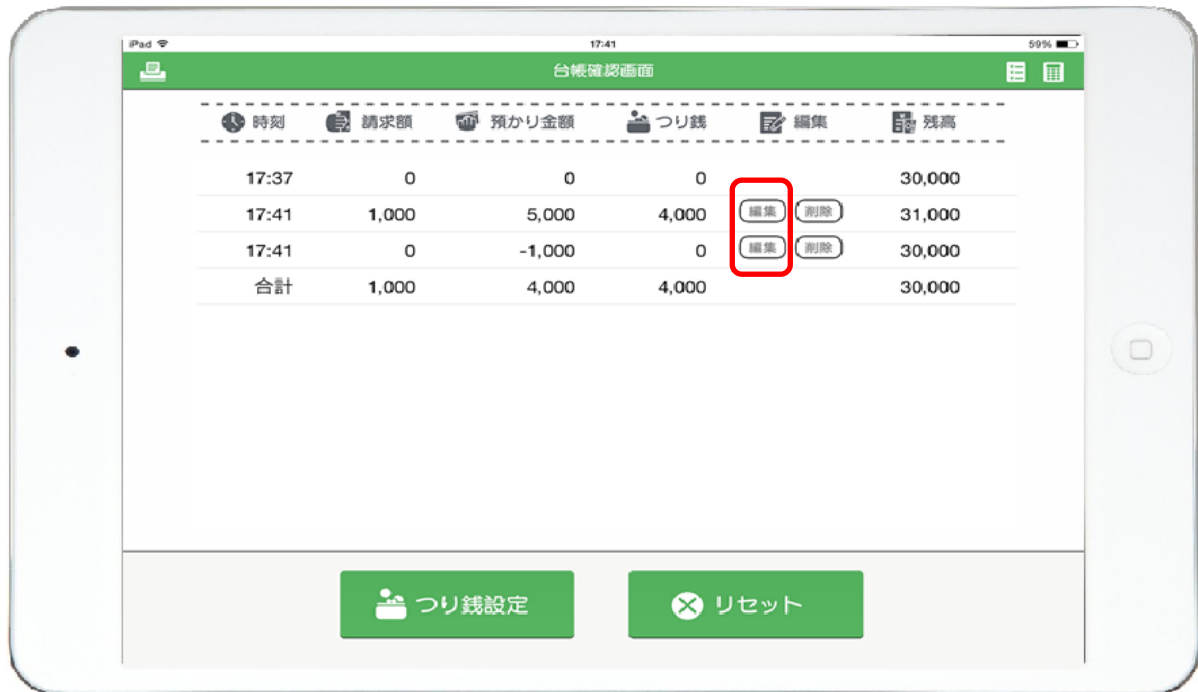 iPad 17:41 59%
台帳確認画面
時刻 請求額 預かり金額 つり銭 編集 残高
17:37 0 0 0 30,000
17:41 1,000 5,000 4,000 編集 削除 31,000
17:41 0 -1,000 0 編集 削除 30,000
合計 1,000 4,000 4,000 30,000
つり銭設定 リセット